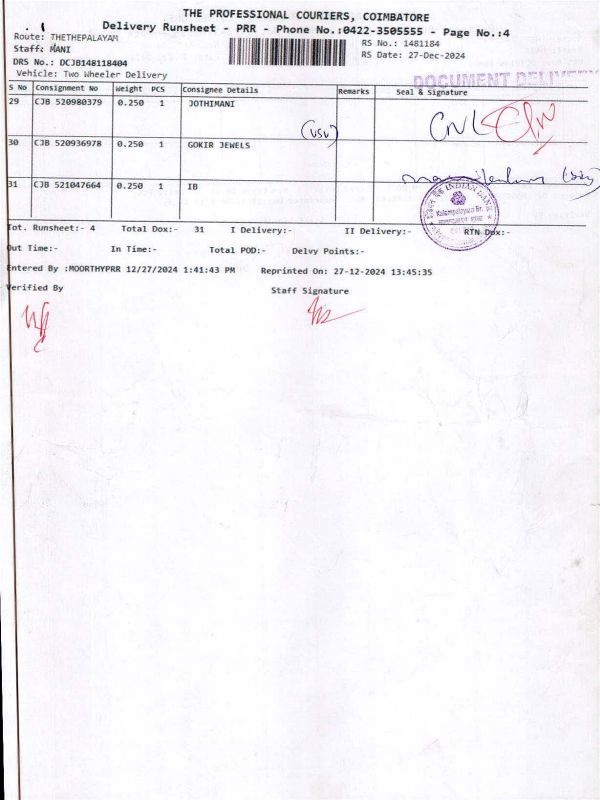 THE PROFESSIONAL COURIERS, COIMBATORE
Delivery Runsheet - PRR - Phone No.:0422-3505555 - Page No.:4
Route: THETHEPALAYAM
RS No.: 1481184
Staff: MANI
RS Date: 27-Dec-2024
DRS No.: DCJB148118404
Vehicle: Two Wheeler Delivery
DOCUMENT DELIVERY
S No Consignment No Weight PCS Consignee Details Remarks Seal & Signature
29 CJB 520980379 0.250 1 JOTHIMANI
(usv) CNL
30 CJB 520936978 0.250 1 GOKIR JEWELS
31 CJB 521047664 0.250 1 IB
INDIAN BANK
Kalampalayam Br.
Tot. Runsheet:- 4 Total Dox:- 31 I Delivery:- II Delivery:- RTN Dox:-
Out Time:- In Time:- Total POD:- Delvy Points:-
Entered By :MOORTHYPRR 12/27/2024 1:41:43 PM Reprinted On: 27-12-2024 13:45:35
Verified By Staff Signature